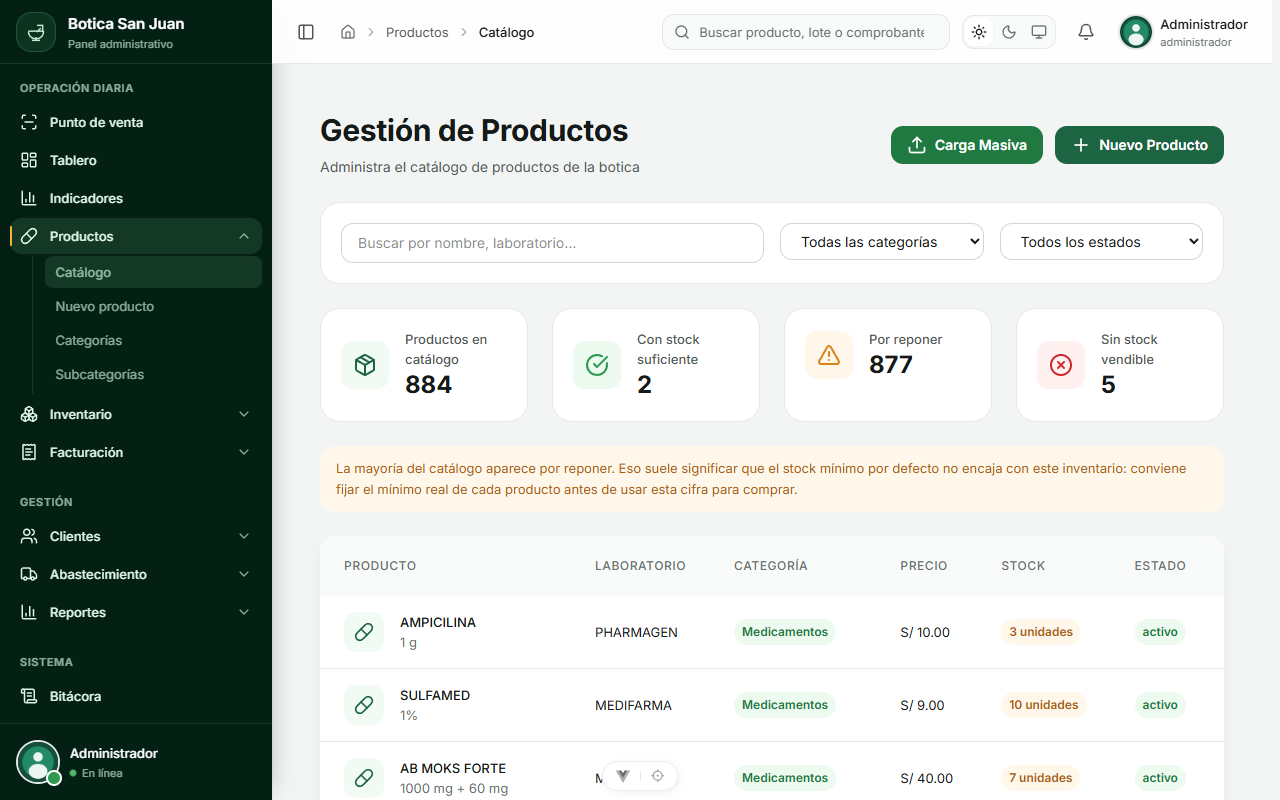 Botica San Juan
Panel administrativo
OPERACIÓN DIARIA
Punto de venta
Tablero
Indicadores
Productos
Catálogo
Nuevo producto
Categorías
Subcategorías
Inventario
Facturación
GESTIÓN
Clientes
Abastecimiento
Reportes
SISTEMA
Bitácora
Administrador
En línea
Productos
Catálogo
Buscar producto, lote o comprobante
Administrador
administrador
Gestión de Productos
Administra el catálogo de productos de la botica
Carga Masiva
Nuevo Producto
Buscar por nombre, laboratorio...
Todas las categorías
Todos los estados
Productos en
catálogo
884
Con stock
suficiente
2
Por reponer
877
Sin stock
vendible
5
La mayoría del catálogo aparece por reponer. Eso suele significar que el stock mínimo por defecto no encaja con este inventario: conviene
fijar el mínimo real de cada producto antes de usar esta cifra para comprar.
PRODUCTO LABORATORIO CATEGORÍA PRECIO STOCK ESTADO
AMPICILINA
1 g
PHARMAGEN Medicamentos S/ 10.00 3 unidades activo
SULFAMED
1%
MEDIFARMA Medicamentos S/ 9.00 10 unidades activo
AB MOKS FORTE
1000 mg + 60 mg
Medicamentos S/ 40.00 7 unidades activo